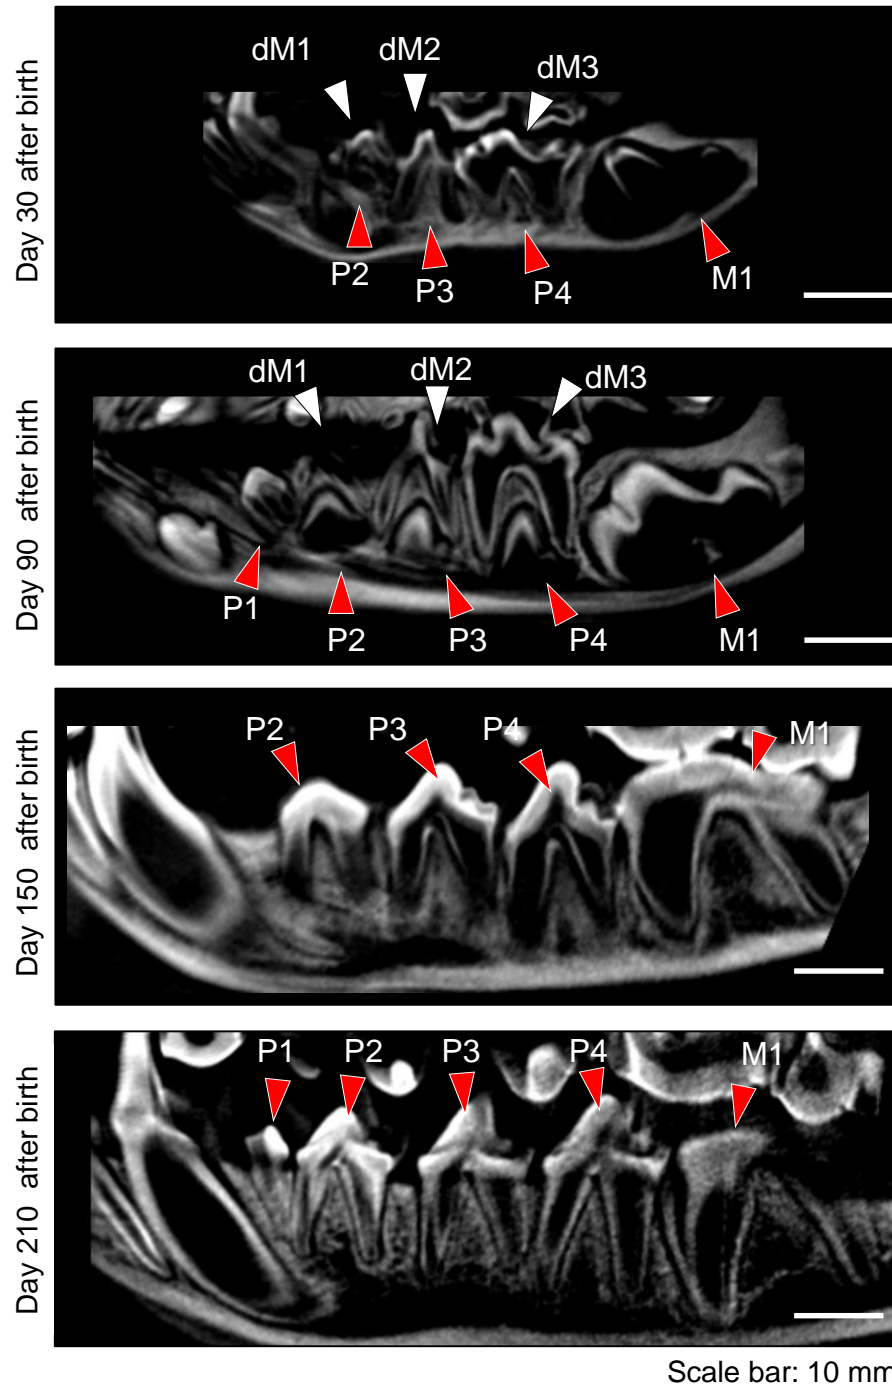 Day 30 after birth
dM1
dM2
dM3
P2
P3
P4
M1
Day 90 after birth
dM1
dM2
dM3
P1
P2
P3
P4
M1
Day 150 after birth
P2
P3
P4
M1
Day 210 after birth
P1
P2
P3
P4
M1
Scale bar: 10 mm